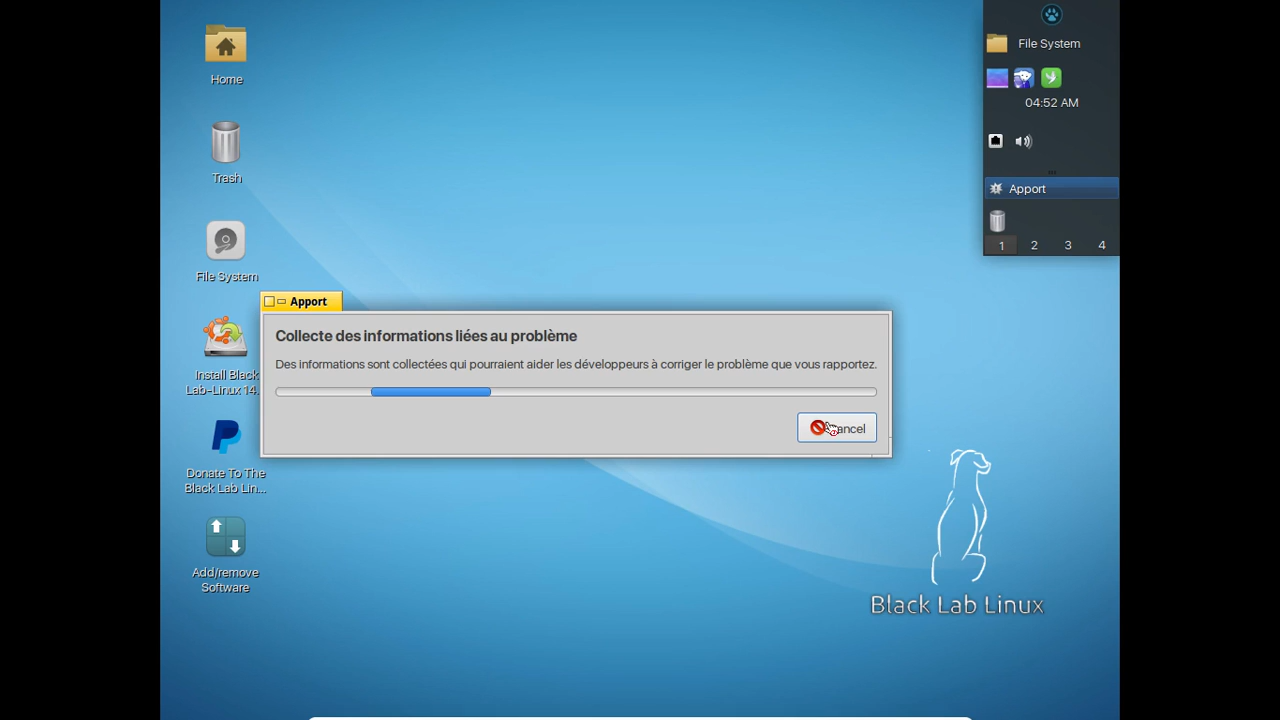 Home
Trash
File System
Install Black
Lab-Linux 14.
Donate To The
Black Lab Lin...
Add/remove
Software
File System
04:52 AM
Apport
1 2 3 4
Apport
Collecte des informations liées au problème
Des informations sont collectées qui pourraient aider les développeurs à corriger le problème que vous rapportez.
Black Lab Linux